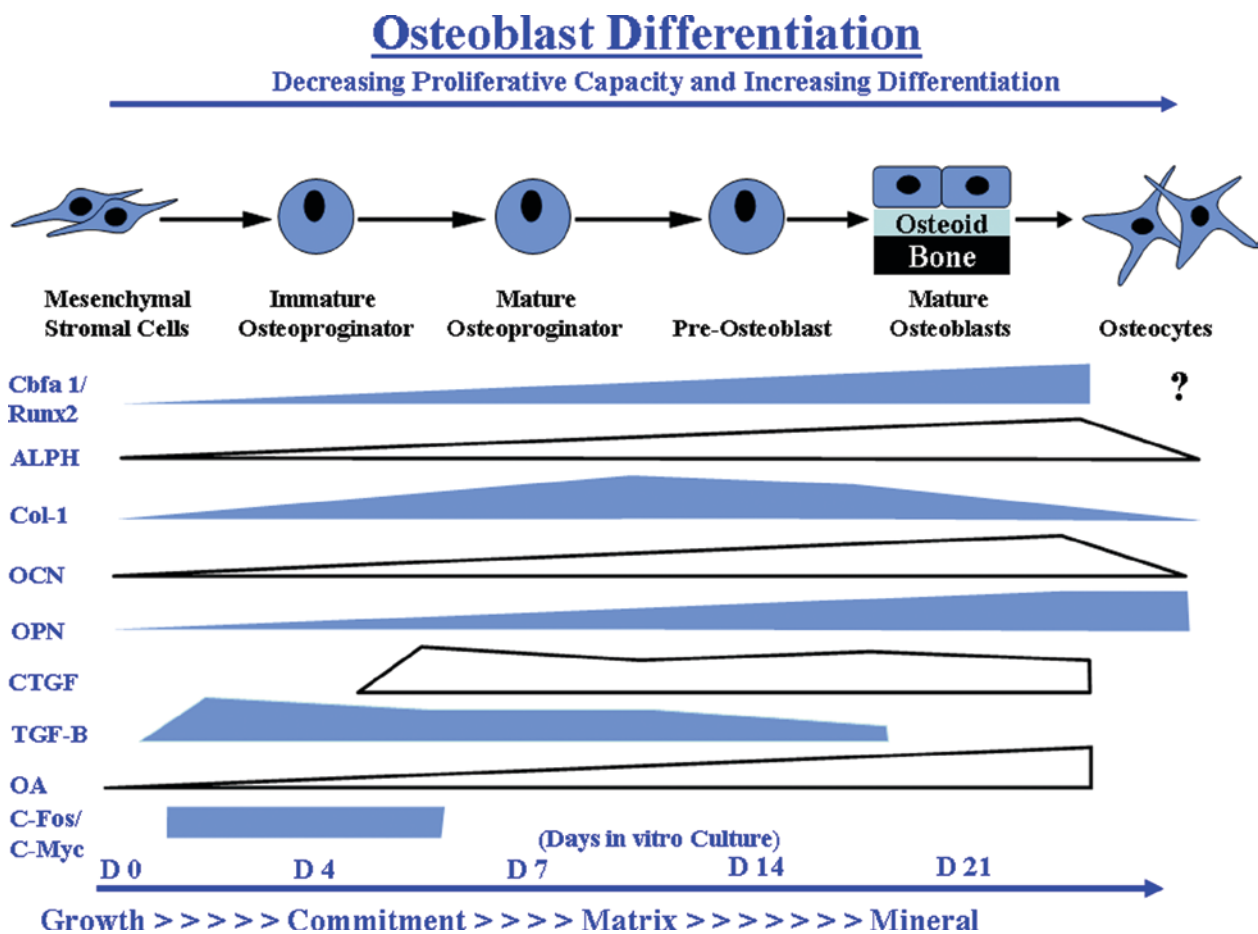 Osteoblast Differentiation
Decreasing Proliferative Capacity and Increasing Differentiation
Osteoid
Bone
Mesenchymal
Stromal Cells
Immature
Osteoproginator
Mature
Osteoproginator
Pre-Osteoblast
Mature
Osteoblasts
Osteocytes
Cbfa 1/
Runx2
?
ALPH
Col-1
OCN
OPN
CTGF
TGF-B
OA
C-Fos/
C-Myc
(Days in vitro Culture)
D 0 D 4 D 7 D 14 D 21
Growth > > > > > Commitment > > > > Matrix > > > > > > > Mineral